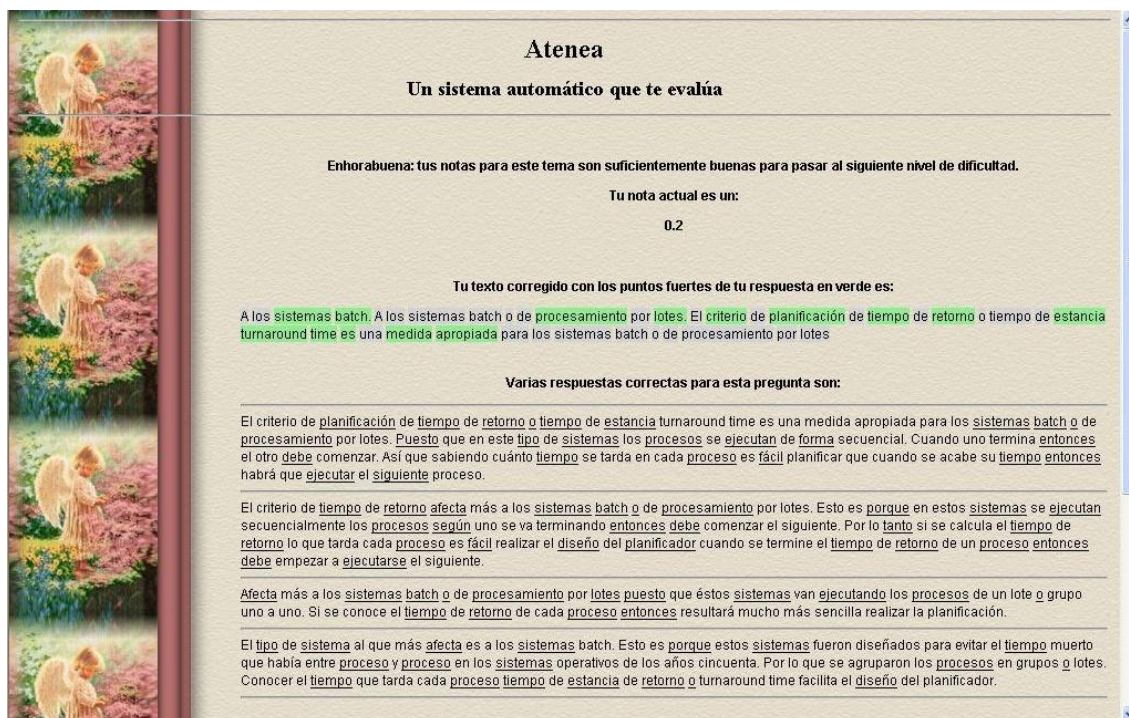 Atenea
Un sistema automático que te evalúa
Enhorabuena: tus notas para este tema son suficientemente buenas para pasar al siguiente nivel de dificultad.
Tu nota actual es un:
0.2
Tu texto corregido con los puntos fuertes de tu respuesta en verde es:
A los sistemas batch. A los sistemas batch o de procesamiento por lotes. El criterio de planificación de tiempo de retorno o tiempo de estancia
turnaround time es una medida apropiada para los sistemas batch o de procesamiento por lotes
Varias respuestas correctas para esta pregunta son:
El criterio de planificación de tiempo de retorno o tiempo de estancia turnaround time es una medida apropiada para los sistemas batch o de
procesamiento por lotes. Puesto que en este tipo de sistemas los procesos se ejecutan de forma secuencial. Cuando uno termina entonces
el otro debe comenzar. Así que sabiendo cuánto tiempo se tarda en cada proceso es fácil planificar que cuando se acabe su tiempo entonces
habrá que ejecutar el siguiente proceso.
El criterio de tiempo de retorno afecta más a los sistemas batch o de procesamiento por lotes. Esto es porque en estos sistemas se ejecutan
secuencialmente los procesos según uno se va terminando entonces debe comenzar el siguiente. Por lo tanto si se calcula el tiempo de
retorno lo que tarda cada proceso es fácil realizar el diseño del planificador cuando se termine el tiempo de retorno de un proceso entonces
debe empezar a ejecutarse el siguiente.
Afecta más a los sistemas batch o de procesamiento por lotes puesto que éstos sistemas van ejecutando los procesos de un lote o grupo
uno a uno. Si se conoce el tiempo de retorno de cada proceso entonces resultará mucho más sencilla realizar la planificación.
El tipo de sistema al que más afecta es a los sistemas batch. Esto es porque estos sistemas fueron diseñados para evitar el tiempo muerto
que había entre proceso y proceso en los sistemas operativos de los años cincuenta. Por lo que se agruparon los procesos en grupos o lotes.
Conocer el tiempo que tarda cada proceso tiempo de estancia de retorno o turnaround time facilita el diseño del planificador.